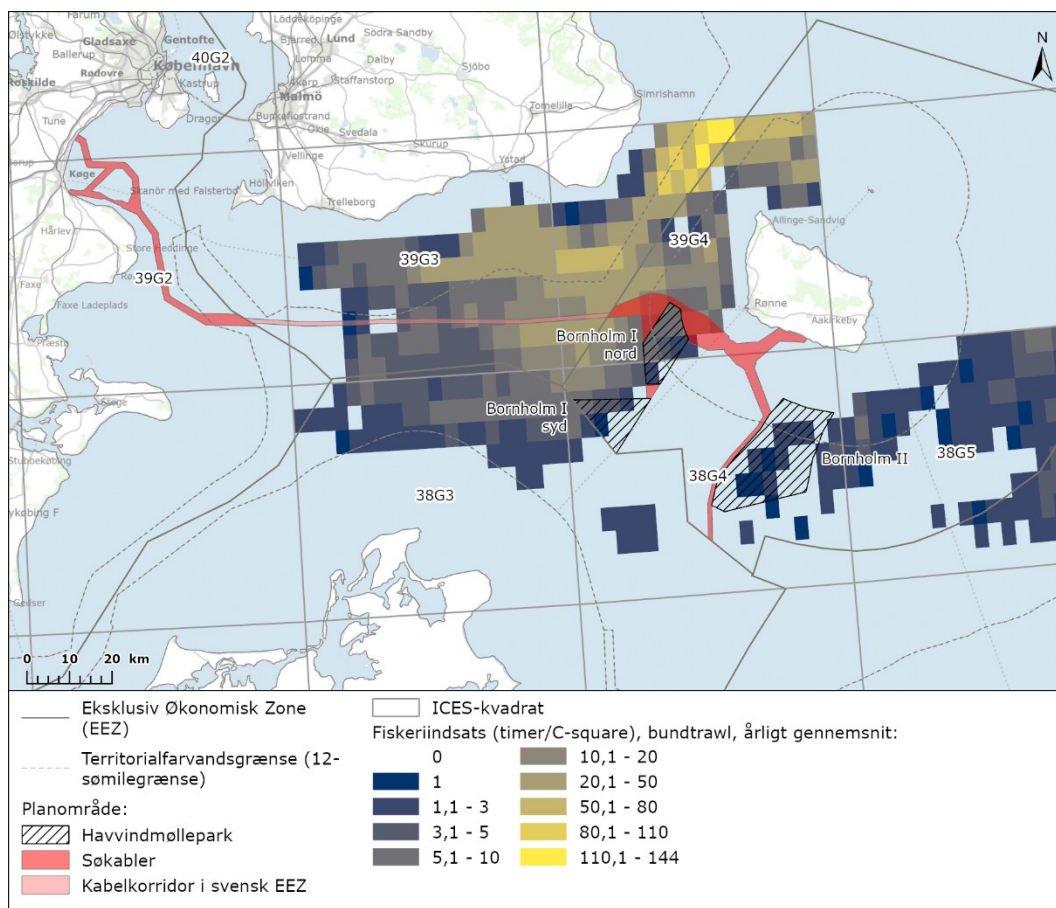 Farum
Ølstykke
Gentofte
Gladsaxe
Ballerup
40G2
København
Rødovre
Roskilde
Kastrup
Dragør
Tune
Löddeköpinge
Bjärred
Lund
Södra Sandby
Lomma
Dalby
Staffanstorp
Sjöbo
Malmö
Bunkeflostrand
Oxie
Svedala
Vellinge
Skurup
Tomelilla
Simrishamn
Ystad
Höllviken
Trelleborg
Skanör med Falsterbo
Køge
Hårlev
Store Heddinge
39G2
39G3
39G4
Faxe
Faxe Ladeplads
Præstø
Stege
Stubbekøbing
ykøbing F
Gedser
Allinge-Sandvig
Rønne
Aakirkeby
Bornholm I
nord
Bornholm I
syd
Bornholm II
38G3
38G4
38G5
N
0 10 20 km
Eksklusiv Økonomisk Zone
(EEZ)
Territorialfarvandsgrænse (12-
sømilegrænse)
Planområde:
Havvindmøllepark
Søkabler
Kabelkorridor i svensk EEZ
ICES-kvadrat
Fiskeriindsats (timer/C-square), bundtrawl, årligt gennemsnit:
0
1
1,1 - 3
3,1 - 5
5,1 - 10
10,1 - 20
20,1 - 50
50,1 - 80
80,1 - 110
110,1 - 144